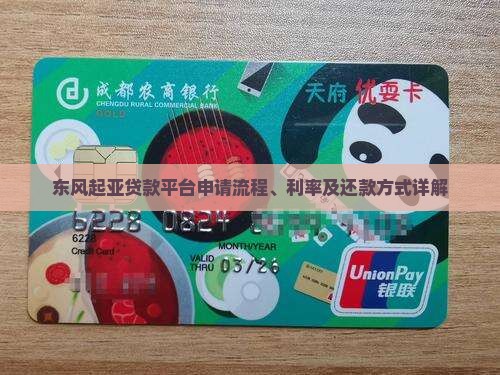 成都农商银行
CHENGDU RURAL COMMERCIAL BANK
GOLD
天府 优耍卡
东风起亚贷款平台申请流程、利率及还款方式详解
6228 0824
6228
Credit Card
MONTH/YEAR
VALID THRU 03/26
UnionPay
银联